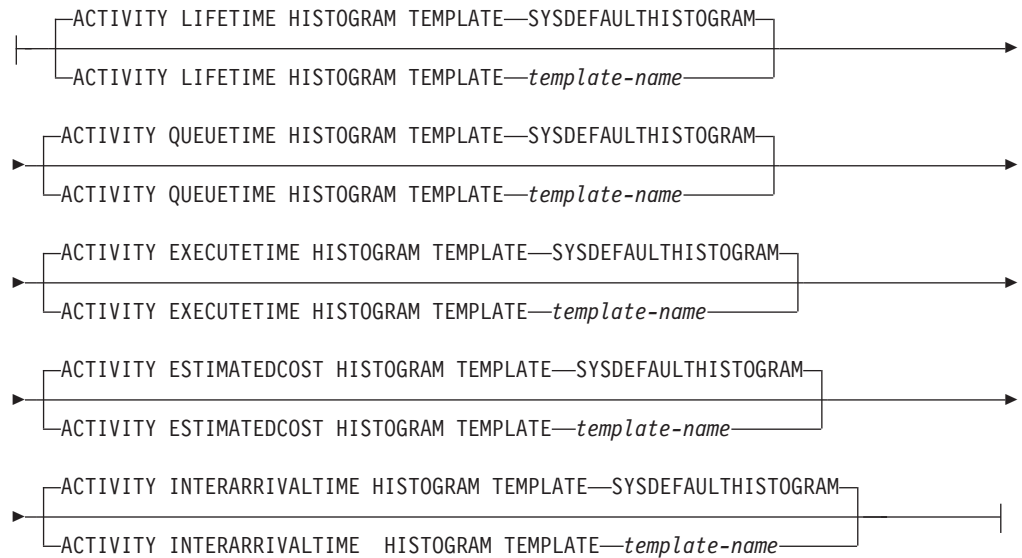 ACTIVITY LIFETIME HISTOGRAM TEMPLATE SYSDEFAULTHISTOGRAM
ACTIVITY LIFETIME HISTOGRAM TEMPLATE template-name
ACTIVITY QUEUETIME HISTOGRAM TEMPLATE SYSDEFAULTHISTOGRAM
ACTIVITY QUEUETIME HISTOGRAM TEMPLATE template-name
ACTIVITY EXECUTETIME HISTOGRAM TEMPLATE SYSDEFAULTHISTOGRAM
ACTIVITY EXECUTETIME HISTOGRAM TEMPLATE template-name
ACTIVITY ESTIMATEDCOST HISTOGRAM TEMPLATE SYSDEFAULTHISTOGRAM
ACTIVITY ESTIMATEDCOST HISTOGRAM TEMPLATE template-name
ACTIVITY INTERARRIVALTIME HISTOGRAM TEMPLATE SYSDEFAULTHISTOGRAM
ACTIVITY INTERARRIVALTIME HISTOGRAM TEMPLATE template-name